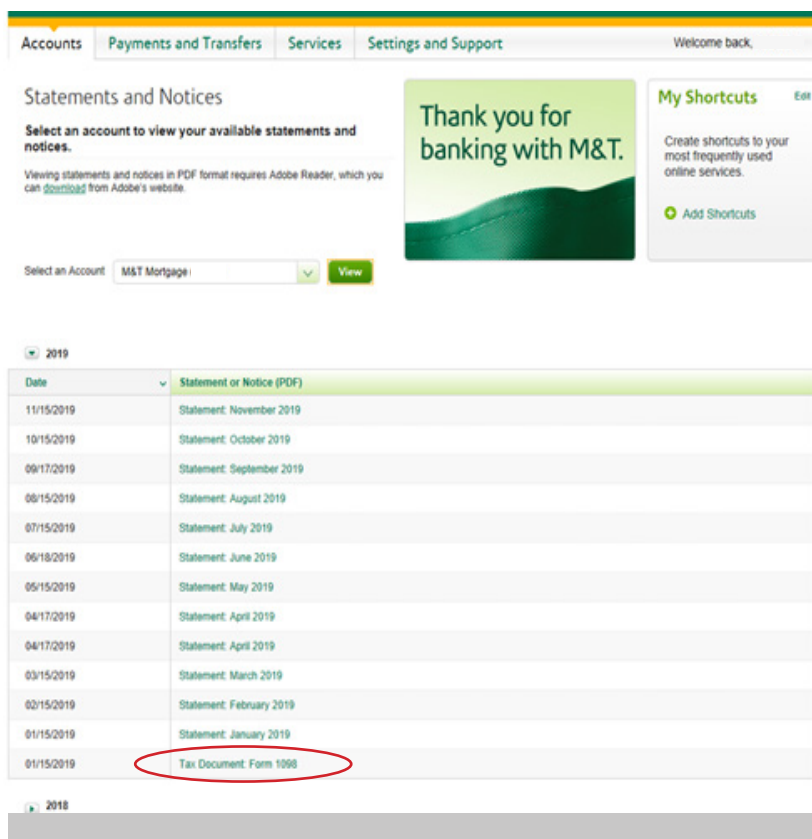 Accounts Payments and Transfers Services Settings and Support Welcome back,
Statements and Notices
Select an account to view your available statements and
notices.
Viewing statements and notices in PDF format requires Adobe Reader, which you
can download from Adobe's website.
Thank you for
banking with M&T.
My Shortcuts Edit
Create shortcuts to your
most frequently used
online services.
Add Shortcuts
Select an Account M&T Mortgage View
2019
Date Statement or Notice (PDF)
11/15/2019 Statement: November 2019
10/15/2019 Statement: October 2019
09/17/2019 Statement: September 2019
08/15/2019 Statement: August 2019
07/15/2019 Statement: July 2019
06/18/2019 Statement: June 2019
05/15/2019 Statement: May 2019
04/17/2019 Statement: April 2019
04/17/2019 Statement: April 2019
03/15/2019 Statement: March 2019
02/15/2019 Statement: February 2019
01/15/2019 Statement: January 2019
01/15/2019 Tax Document: Form 1098
2018